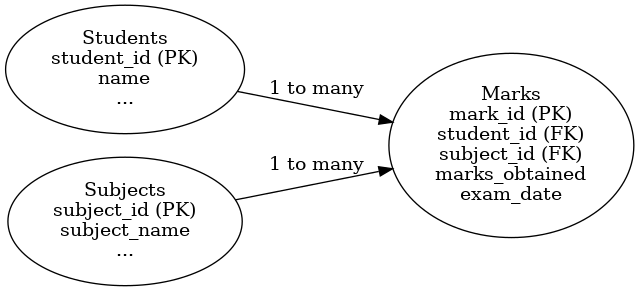 Students
student_id (PK)
name
...
1 to many
Subjects
subject_id (PK)
subject_name
...
1 to many
Marks
mark_id (PK)
student_id (FK)
subject_id (FK)
marks_obtained
exam_date